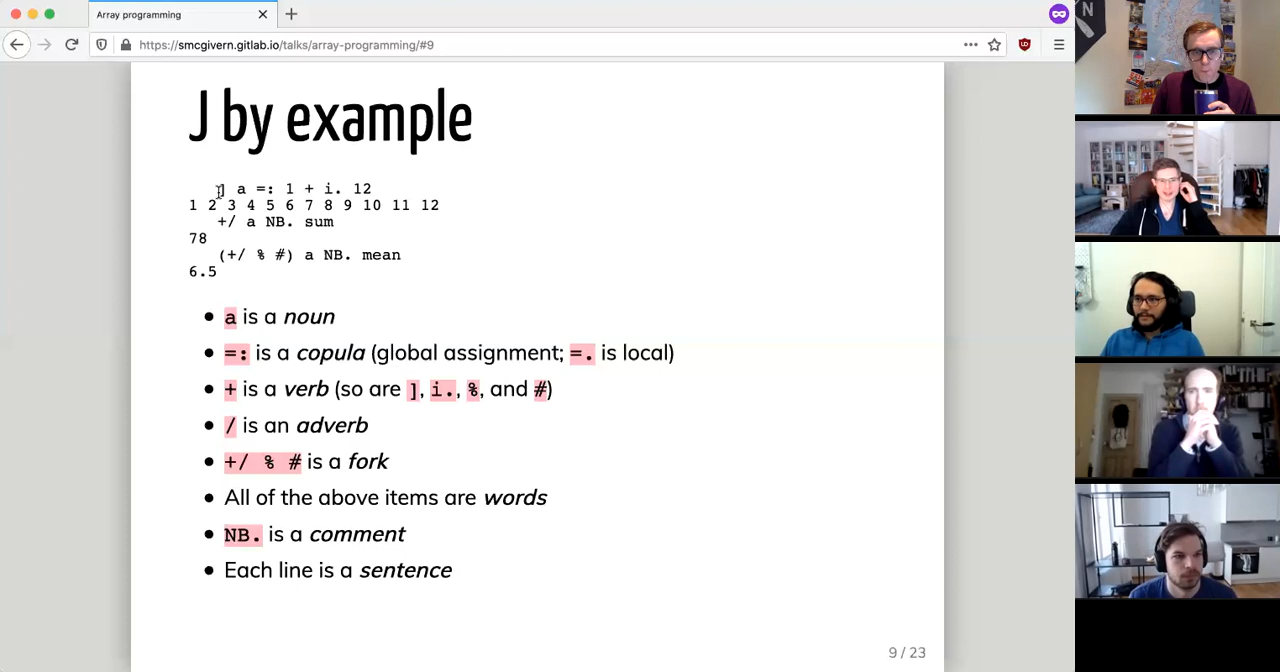 Array programming
https://smcgivern.gitlab.io/talks/array-programming/#9
J by example
] a =: 1 + i. 12
1 2 3 4 5 6 7 8 9 10 11 12
+/ a NB. sum
78
(+/ % #) a NB. mean
6.5
a is a noun
=: is a copula (global assignment; =. is local)
+ is a verb (so are ], i., %, and #)
/ is an adverb
+/ % # is a fork
All of the above items are words
NB. is a comment
Each line is a sentence
9 / 23
N